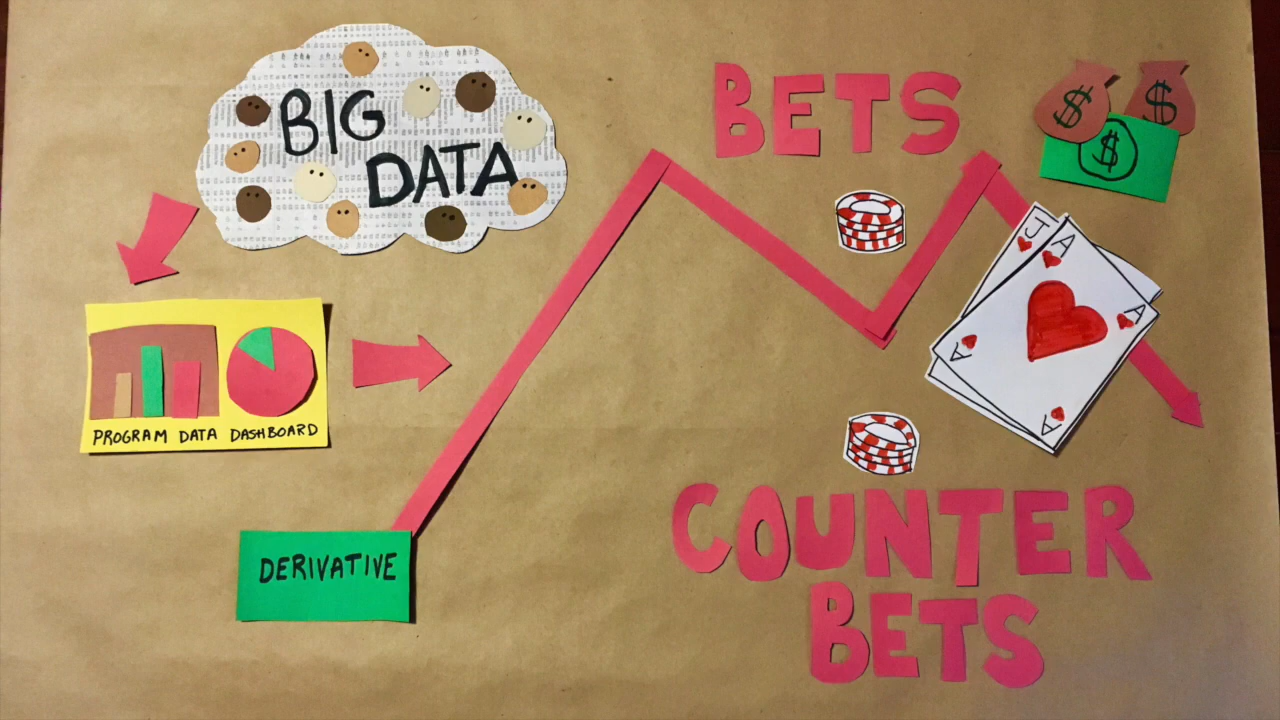 BIG
DATA
PROGRAM DATA DASHBOARD
DERIVATIVE
BETS
$ $
$
J
A
A
A
A
COUNTER
BETS